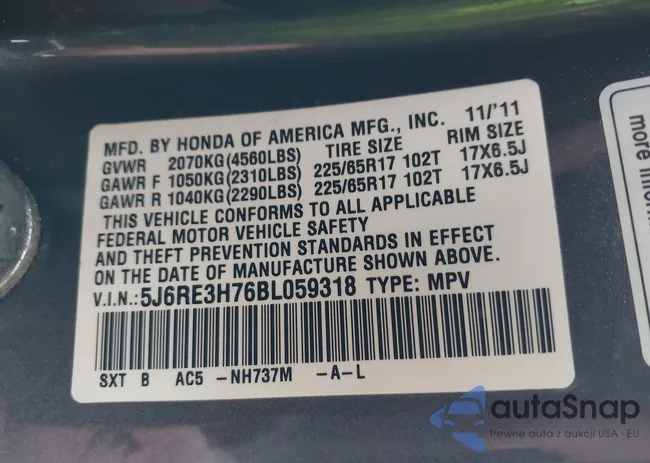 MFD. BY HONDA OF AMERICA MFG., INC. 11/'11
GVWR 2070KG(4560LBS) TIRE SIZE RIM SIZE
GAWR F 1050KG(2310LBS) 225/65R17 102T 17X6.5J
GAWR R 1040KG(2290LBS) 225/65R17 102T 17X6.5J
THIS VEHICLE CONFORMS TO ALL APPLICABLE
FEDERAL MOTOR VEHICLE SAFETY
AND THEFT PREVENTION STANDARDS IN EFFECT
ON THE DATE OF MANUFACTURE SHOWN ABOVE.
V.I.N.:5J6RE3H76BL059318 TYPE: MPV
SXT B AC5 -NH737M -A-L
more
autaSnap
Pewne auta z aukcji USA i EU